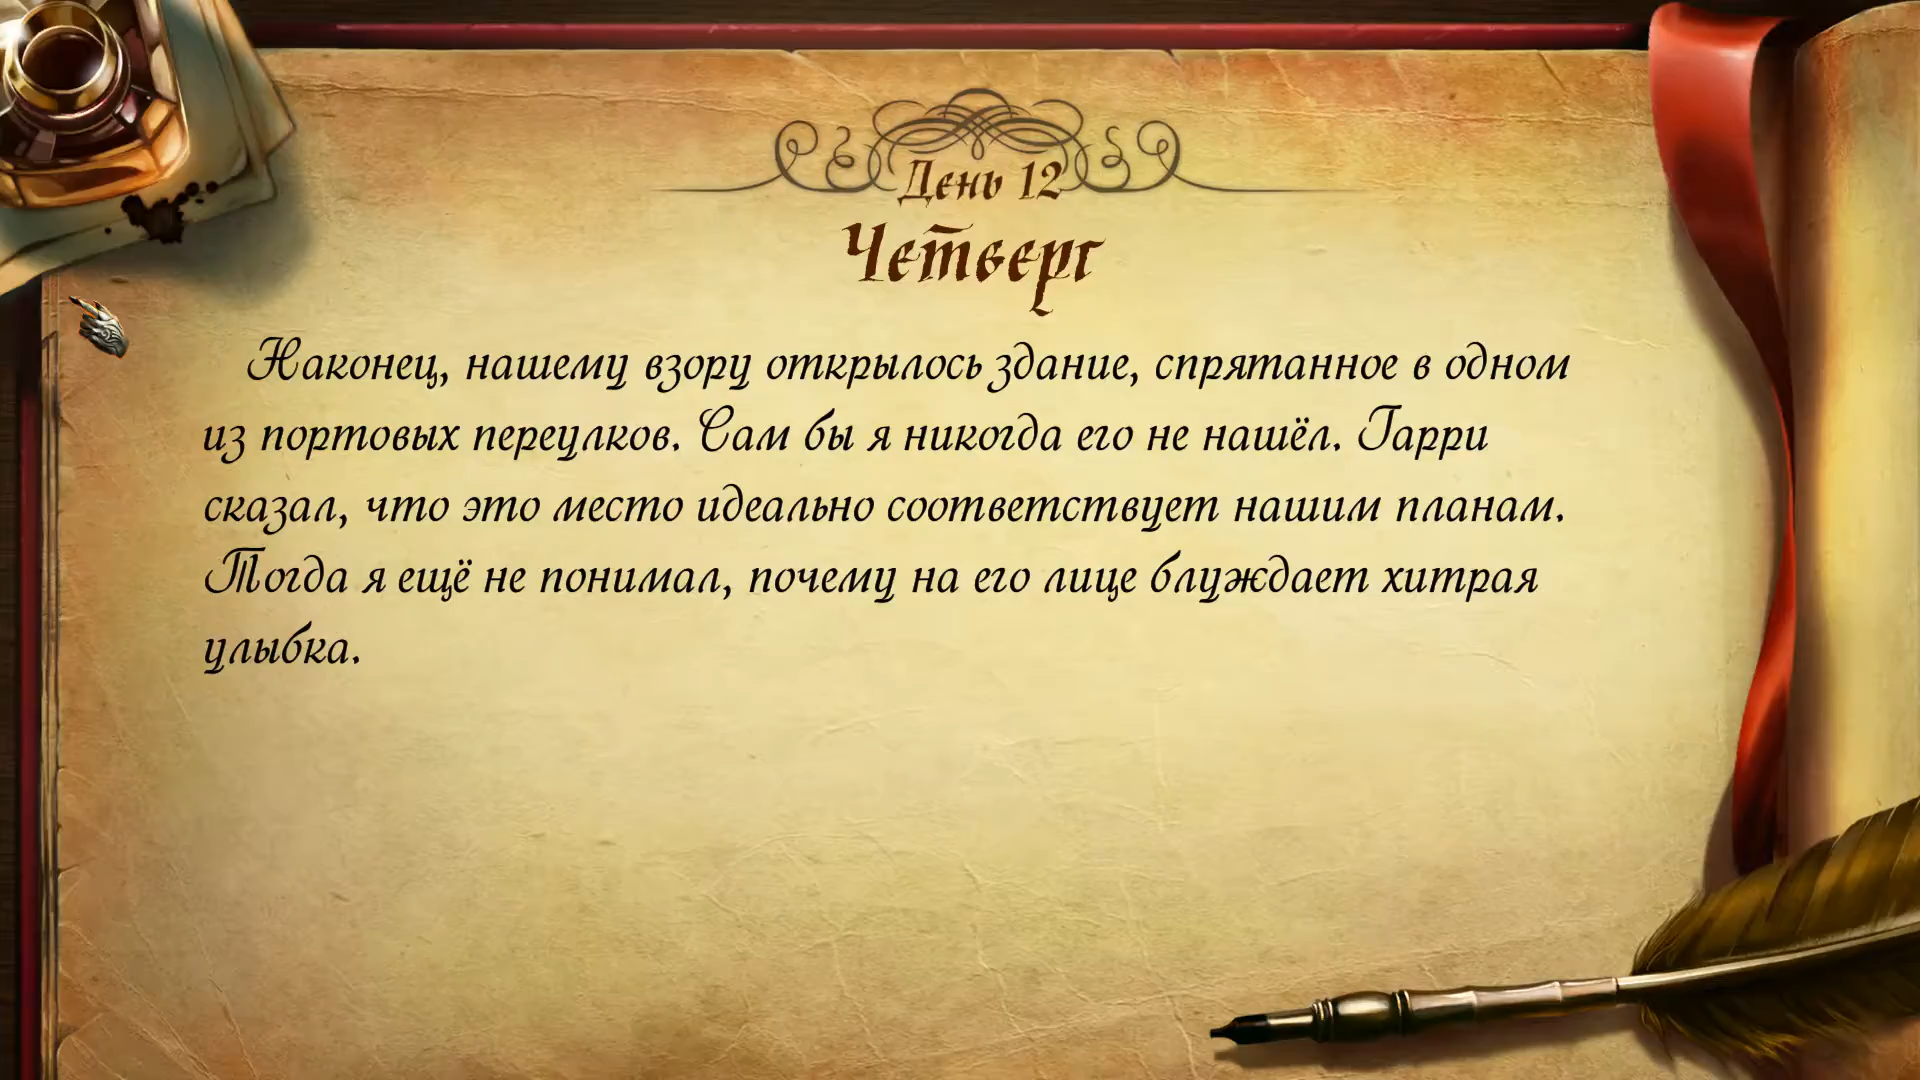 День 12
Четверг
Наконец, нашему взору открылось здание, спрятанное в одном
из портовых переулков. Сам бы я никогда его не нашёл. Гарри
сказал, что это место идеально соответствует нашим планам.
Тогда я ещё не понимал, почему на его лице блуждает хитрая
улыбка.